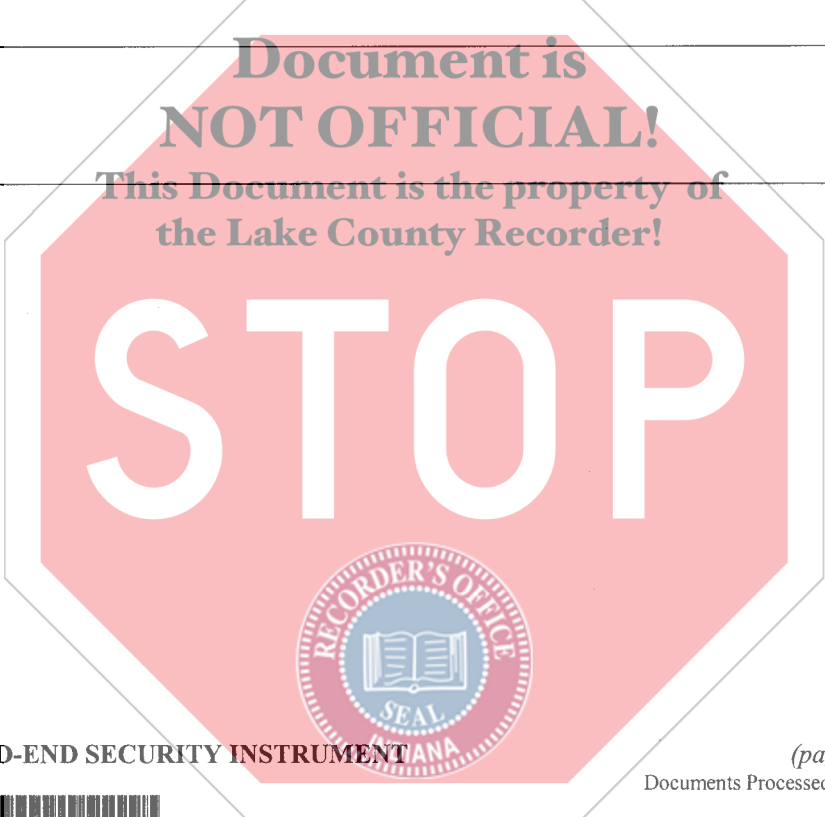 Document is
NOT OFFICIAL!
This Document is the property of
the Lake County Recorder!
STOP
RECORDER'S OFFICE
SEAL
INDIANA
D-END SECURITY INSTRUMENT
(pa
Documents Processed